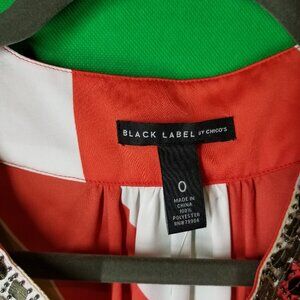 BLACK LABEL BY CHICO'S
0
MADE IN
CHINA
100%
POLYESTER